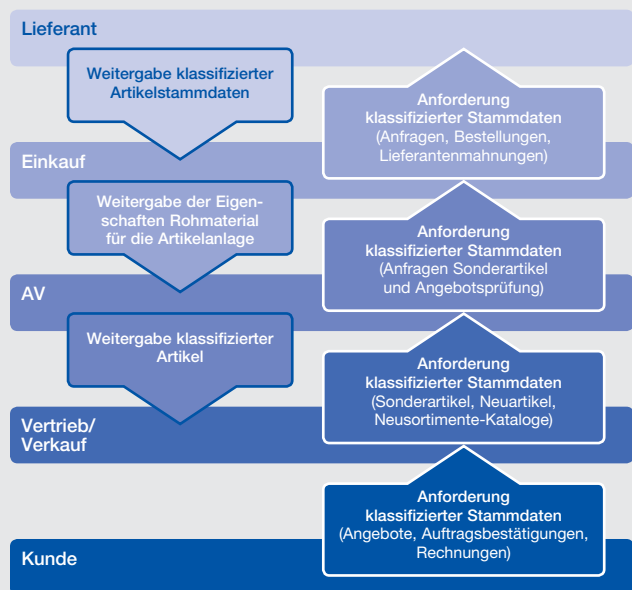 Lieferant
Weitergabe klassifizierter
Artikelstammdaten
Anforderung
klassifizierter Stammdaten
(Anfragen, Bestellungen,
Lieferantenmahnungen)
Einkauf
Weitergabe der Eigen-
schaften Rohmaterial
für die Artikelanlage
Anforderung
klassifizierter Stammdaten
(Anfragen Sonderartikel
und Angebotsprüfung)
AV
Weitergabe klassifizierter
Artikel
Anforderung
klassifizierter Stammdaten
(Sonderartikel, Neuartikel,
Neusortimente-Kataloge)
Vertrieb/
Verkauf
Anforderung
klassifizierter Stammdaten
(Angebote, Auftragsbestätigungen,
Rechnungen)
Kunde